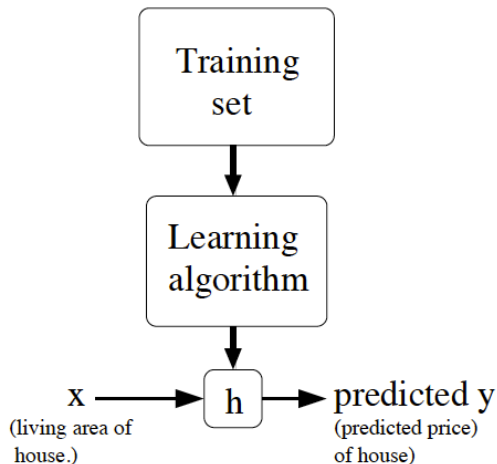 Training
set
Learning
algorithm
x
h
predicted y
(living area of
house.)
(predicted price)
of house)